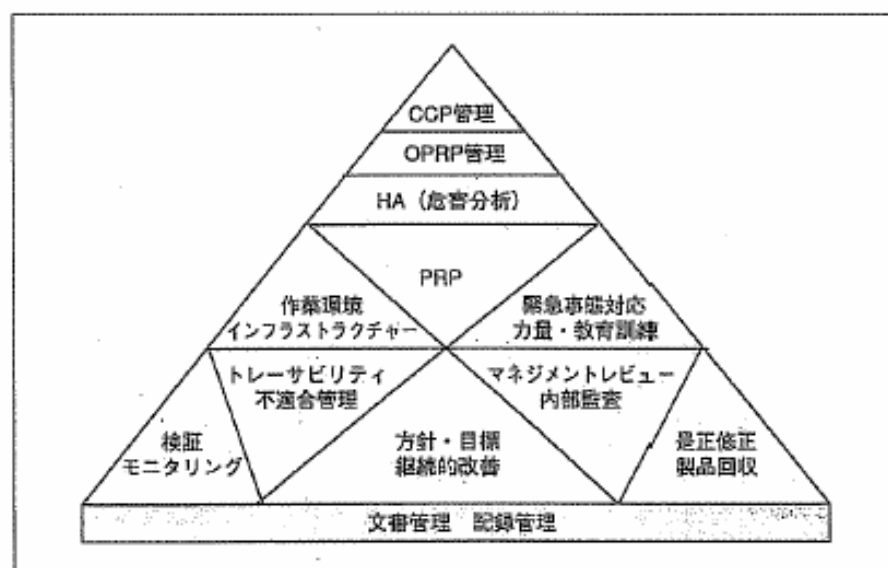 CCP管理
OPRP管理
HA（危害分析）
PRP
作業環境
インフラストラクチャー
緊急事態対応
力量・教育訓練
トレーサビリティ
不適合管理
マネジメントレビュー
内部監査
検証
モニタリング
方針・目標
継続的改善
是正修正
製品回収
文書管理　記録管理